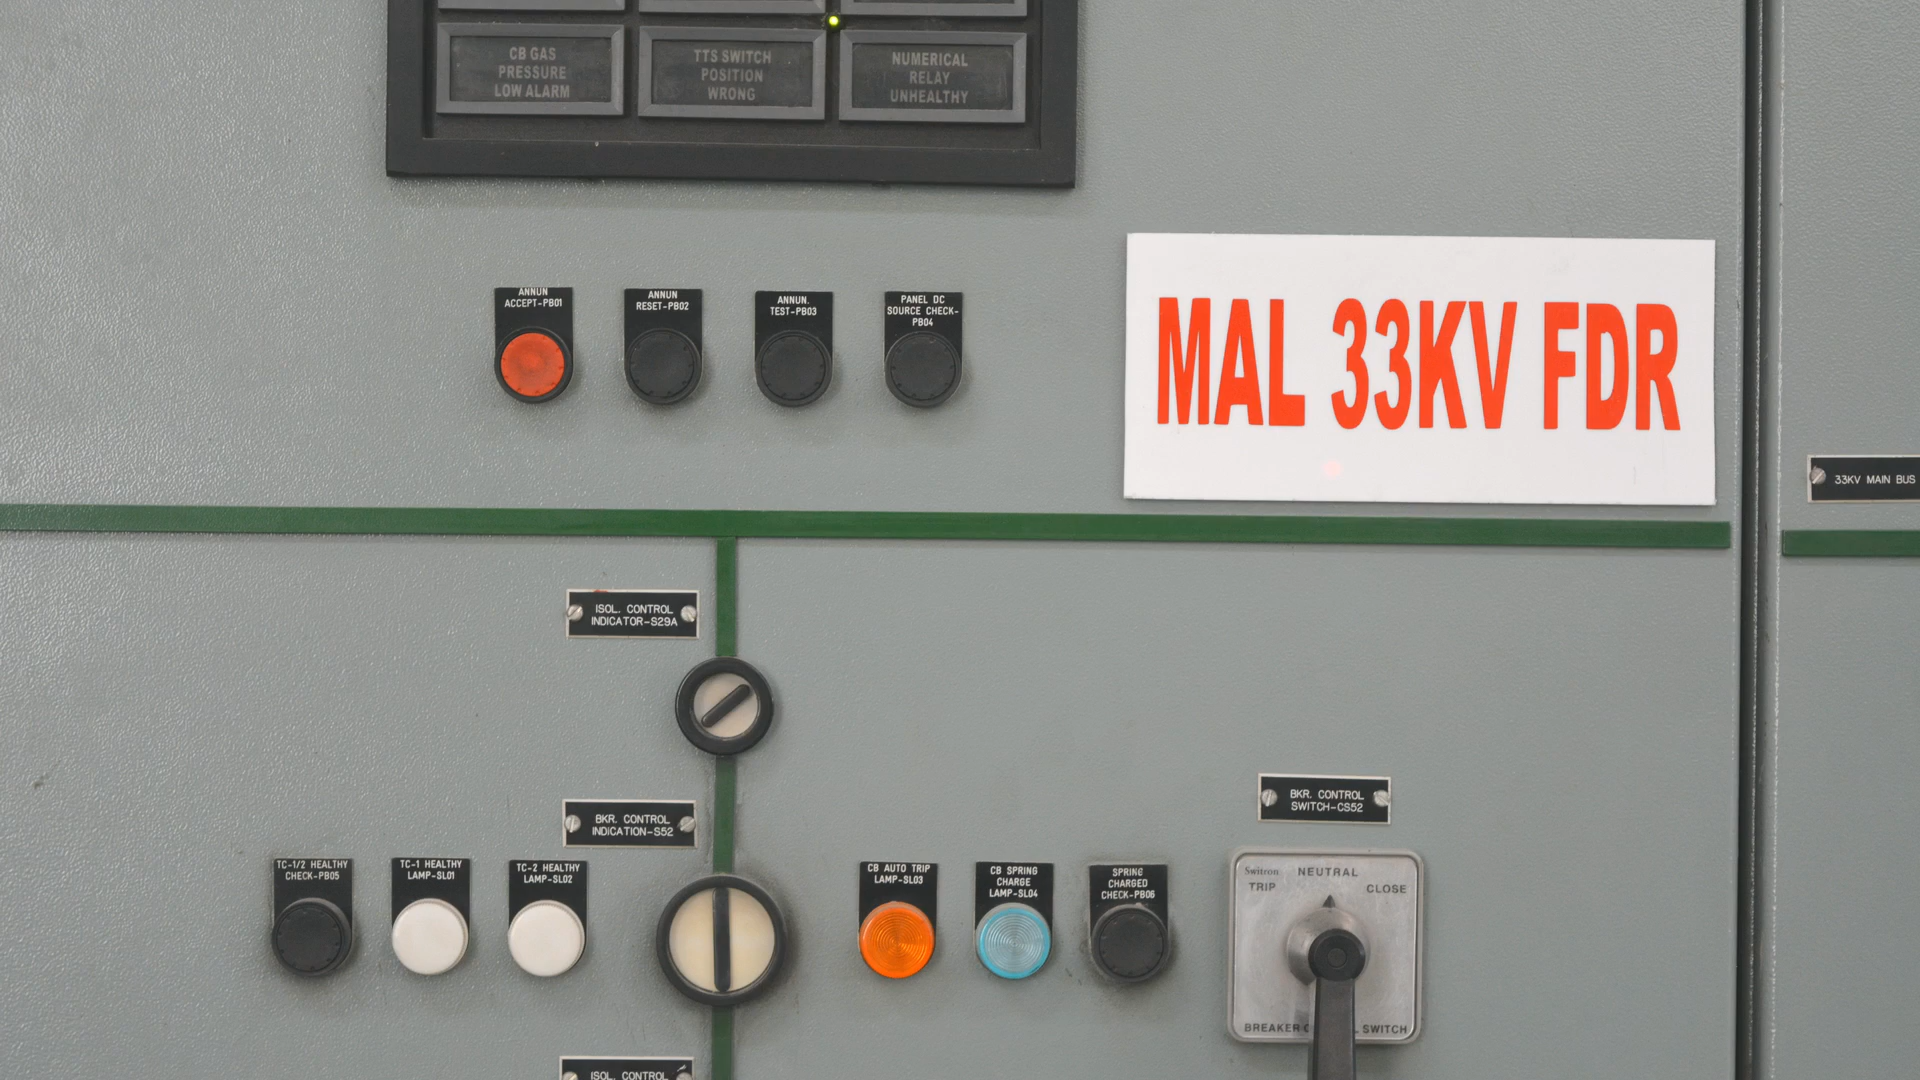 CB GAS
PRESSURE
LOW ALARM
TTS SWITCH
POSITION
WRONG
NUMERICAL
RELAY
UNHEALTHY
ANNUN
ACCEPT-PB01
ANNUN
RESET-PB02
ANNUN.
TEST-PB03
PANEL DC
SOURCE CHECK-
PB04
MAL 33KV FDR
33KV MAIN BUS
ISOL. CONTROL
INDICATOR-S29A
BKR. CONTROL
INDICATION-S52
BKR. CONTROL
SWITCH-CS52
TC-1/2 HEALTHY
CHECK-PB05
TC-1 HEALTHY
LAMP-SL01
TC-2 HEALTHY
LAMP-SL02
CB AUTO TRIP
LAMP-SL03
CB SPRING
CHARGE
LAMP-SL04
SPRING
CHARGED
CHECK-PB06
Switron
NEUTRAL
TRIP
CLOSE
BREAKER C L SWITCH
ISOL. CONTROL